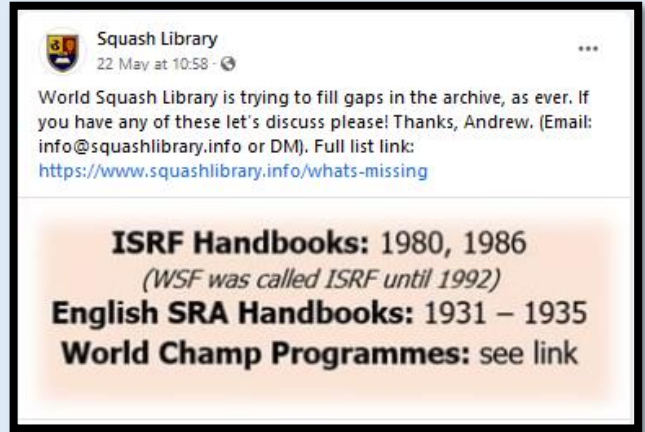 Squash Library
22 May at 10:58 ·
World Squash Library is trying to fill gaps in the archive, as ever. If
you have any of these let's discuss please! Thanks, Andrew. (Email:
info@squashlibrary.info or DM). Full list link:
https://www.squashlibrary.info/whats-missing
ISRF Handbooks: 1980, 1986
(WSF was called ISRF until 1992)
English SRA Handbooks: 1931 – 1935
World Champ Programmes: see link